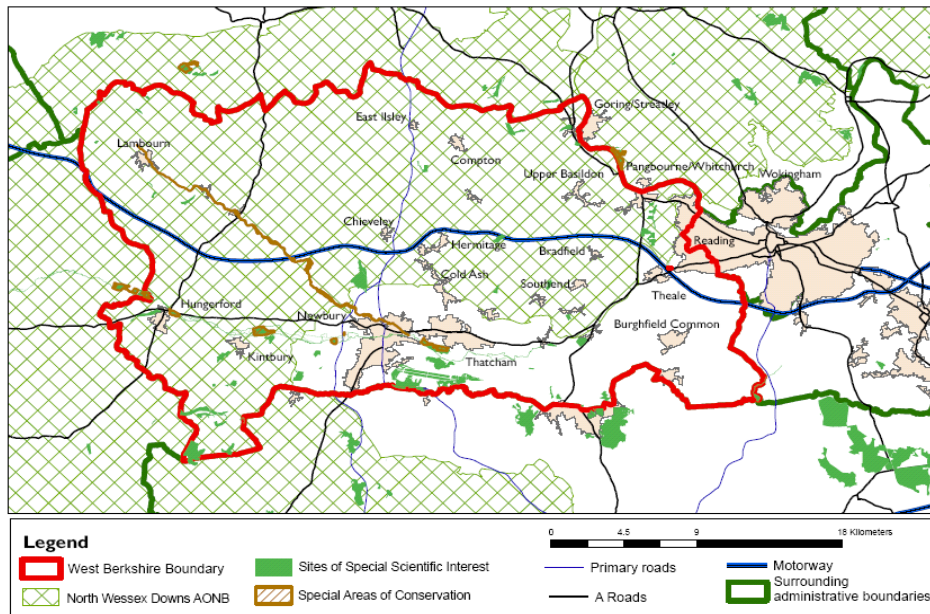 Goring/Streatley
East Ilsley
Lambourn
Compton
Pangbourne/Whitchurch
Upper Basildon
Wokingham
Chieveley
Hermitage
Bradfield
Reading
Cold Ash
Southend
Theale
Hungerford
Newbury
Burghfield Common
Kintbury
Thatcham
Legend
0 4.5 9 18 Kilometers
West Berkshire Boundary
Sites of Special Scientific Interest
Primary roads
Motorway
North Wessex Downs AONB
Special Areas of Conservation
A Roads
Surrounding
administrative boundaries